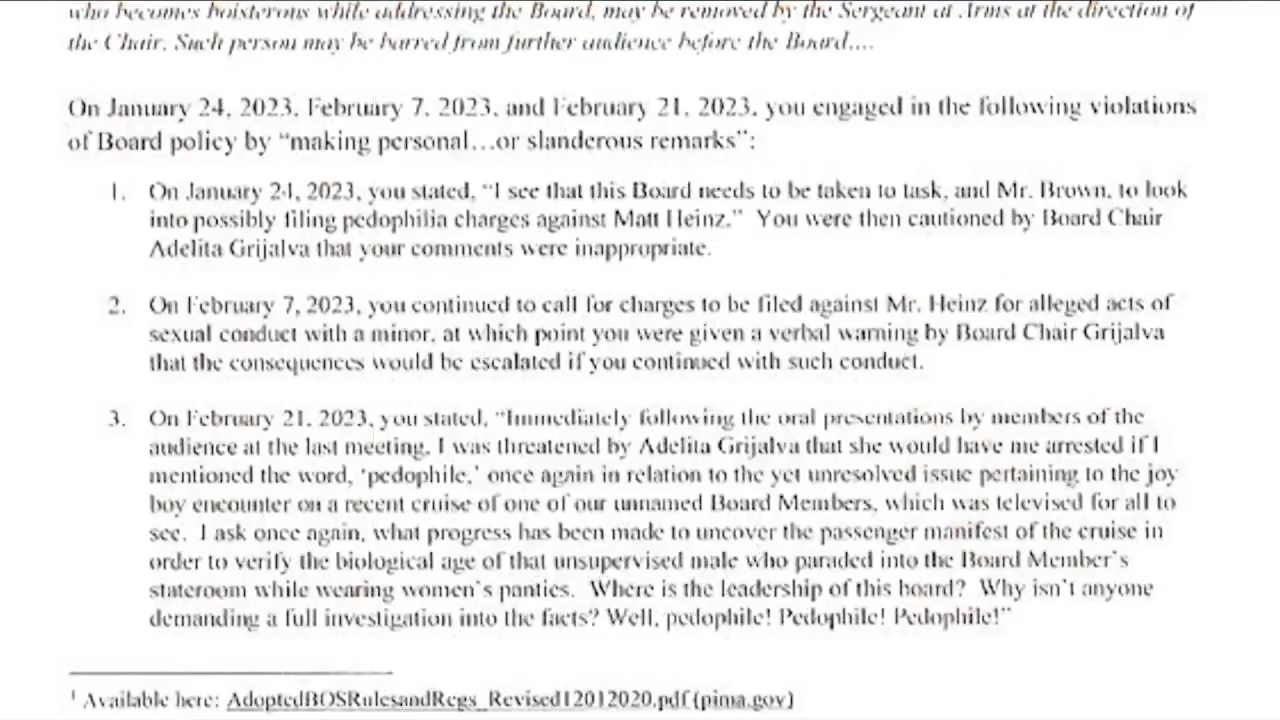 who becomes boisterous while addressing the Board, may be removed by the Sergeant at Arms at the direction of
the Chair. Such person may be barred from further audience before the Board....
On January 24, 2023, February 7, 2023, and February 21, 2023, you engaged in the following violations
of Board policy by “making personal…or slanderous remarks”:
1. On January 24, 2023, you stated, “I see that this Board needs to be taken to task, and Mr. Brown, to look
into possibly filing pedophilia charges against Matt Heinz.” You were then cautioned by Board Chair
Adelita Grijalva that your comments were inappropriate.
2. On February 7, 2023, you continued to call for charges to be filed against Mr. Heinz for alleged acts of
sexual conduct with a minor, at which point you were given a verbal warning by Board Chair Grijalva
that the consequences would be escalated if you continued with such conduct.
3. On February 21, 2023, you stated, “Immediately following the oral presentations by members of the
audience at the last meeting, I was threatened by Adelita Grijalva that she would have me arrested if I
mentioned the word, ‘pedophile,’ once again in relation to the yet unresolved issue pertaining to the joy
boy encounter on a recent cruise of one of our unnamed Board Members, which was televised for all to
see. I ask once again, what progress has been made to uncover the passenger manifest of the cruise in
order to verify the biological age of that unsupervised male who paraded into the Board Member’s
stateroom while wearing women’s panties. Where is the leadership of this board? Why isn’t anyone
demanding a full investigation into the facts? Well, pedophile! Pedophile! Pedophile!”
1 Available here: AdoptedBOSRulesandRegs_Revised12012020.pdf (pima.gov)